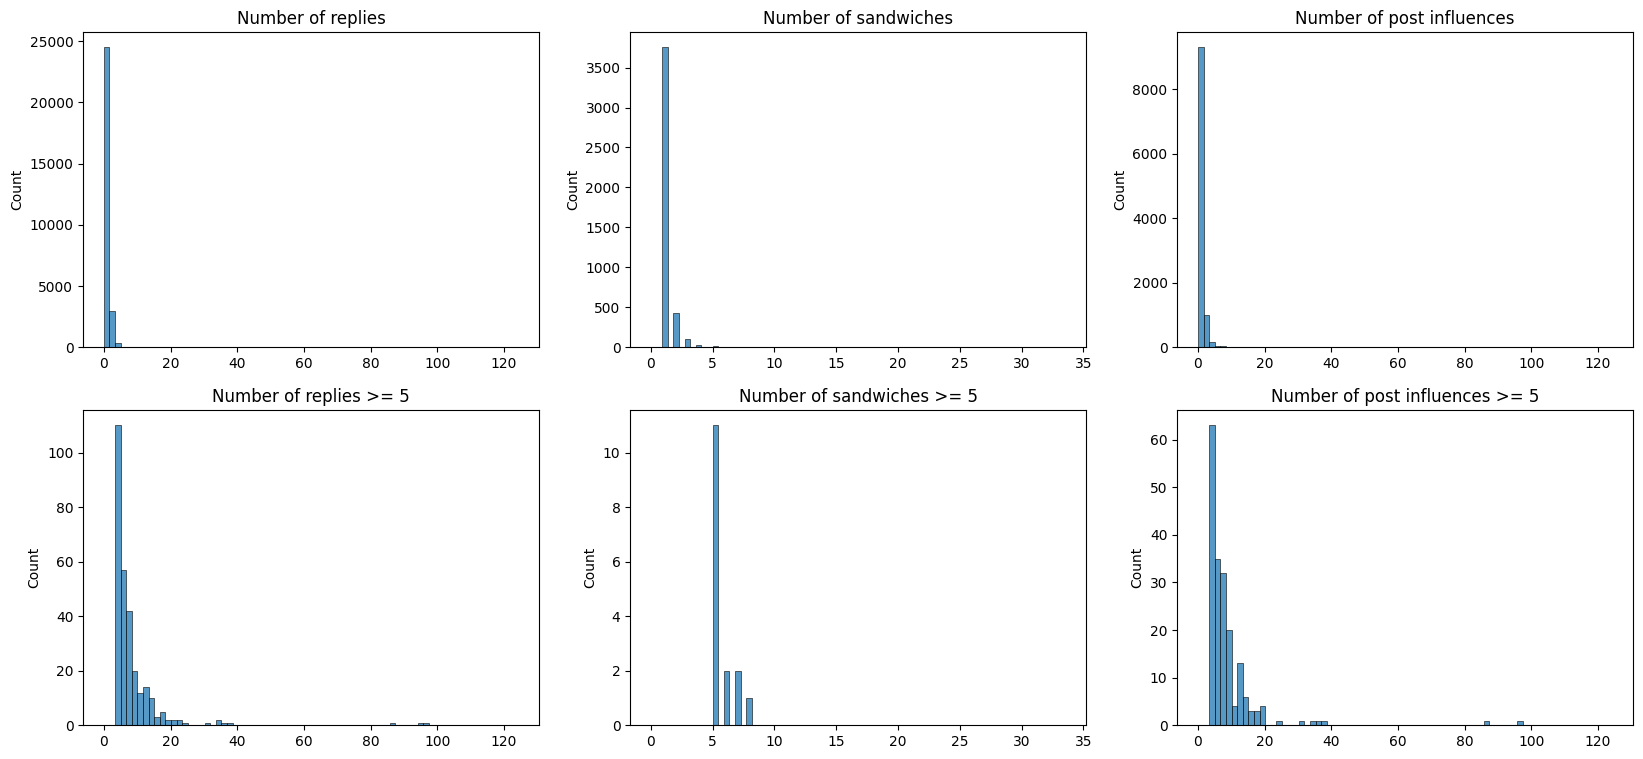 Number of replies
25000
20000
15000
10000
5000
0
Count
0 20 40 60 80 100 120
Number of sandwiches
3500
3000
2500
2000
1500
1000
500
0
Count
0 5 10 15 20 25 30 35
Number of post influences
8000
6000
4000
2000
0
Count
0 20 40 60 80 100 120
Number of replies >= 5
100
80
60
40
20
0
Count
0 20 40 60 80 100 120
Number of sandwiches >= 5
10
8
6
4
2
0
Count
0 5 10 15 20 25 30 35
Number of post influences >= 5
60
50
40
30
20
10
0
Count
0 20 40 60 80 100 120